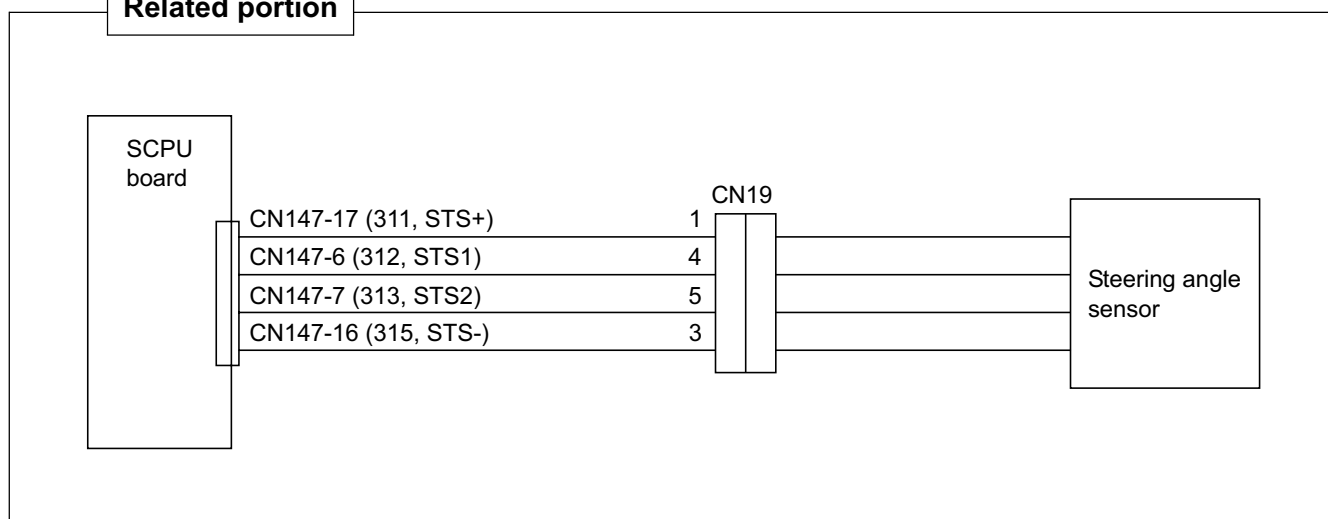 Related portion
SCPU
board
CN19
CN147-17 (311, STS+) 1
CN147-6 (312, STS1) 4
CN147-7 (313, STS2) 5
CN147-16 (315, STS-) 3
Steering angle
sensor